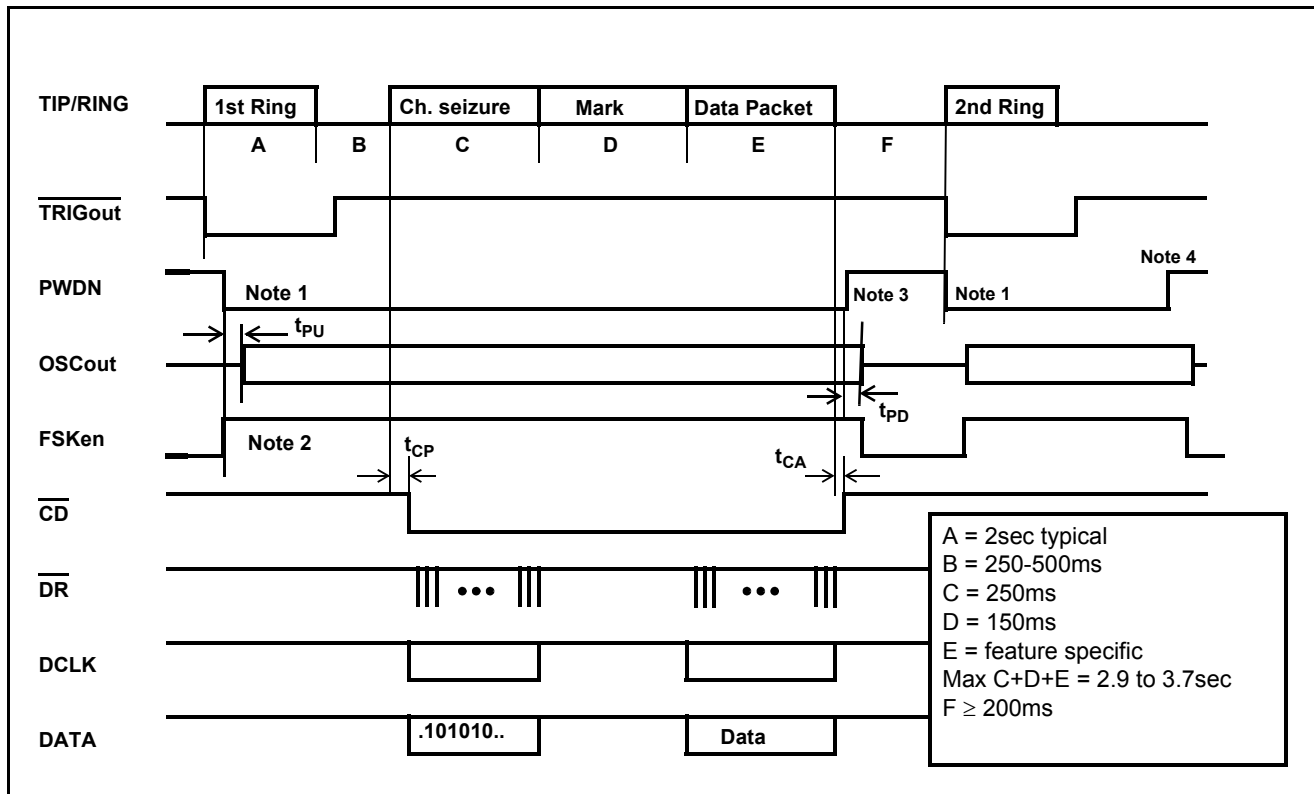 TIP/RING
1st Ring
Ch. seizure
Mark
Data Packet
2nd Ring
A
B
C
D
E
F
TRIGout
Note 4
PWDN
Note 1
Note 3
Note 1
tPU
OSCout
tPD
FSKen
Note 2
tCP
tCA
CD
A = 2sec typical
B = 250-500ms
C = 250ms
D = 150ms
E = feature specific
Max C+D+E = 2.9 to 3.7sec
F ≥ 200ms
DR
•••
•••
DCLK
DATA
.101010..
Data